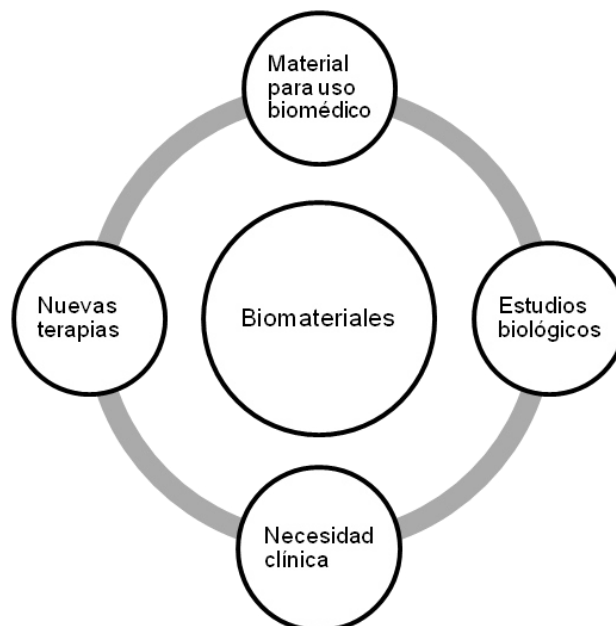 Material
para uso
biomédico
Nuevas
terapias
Biomateriales
Estudios
biológicos
Necesidad
clínica